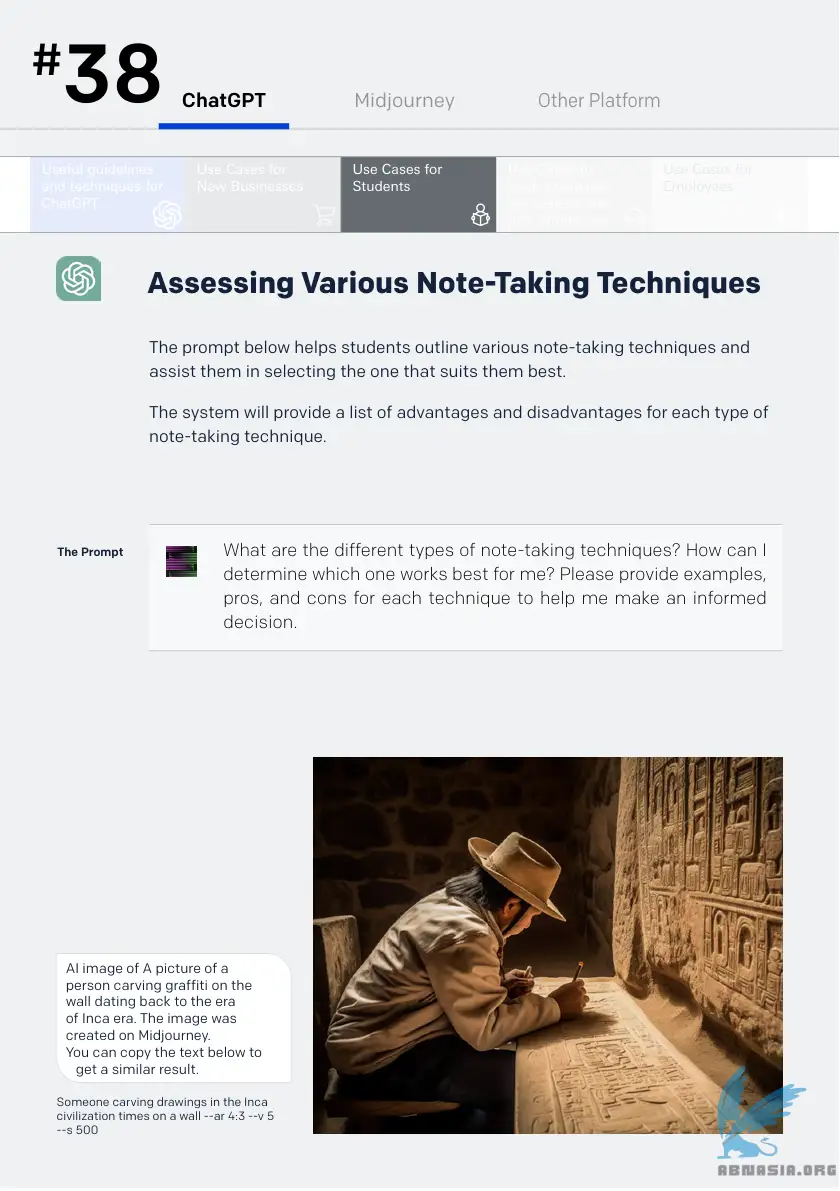 #38
ChatGPT
Midjourney
Other Platform
Useful guidelines
and techniques for
ChatGPT
Use Cases for
New Businesses
Use Cases for
Students
Use Cases for
Employees
Assessing Various Note-Taking Techniques
The prompt below helps students outline various note-taking techniques and
assist them in selecting the one that suits them best.
The system will provide a list of advantages and disadvantages for each type of
note-taking technique.
The Prompt
What are the different types of note-taking techniques? How can I
determine which one works best for me? Please provide examples,
pros, and cons for each technique to help me make an informed
decision.
AI image of A picture of a
person carving graffiti on the
wall dating back to the era
of Inca era. The image was
created on Midjourney.
You can copy the text below to
get a similar result.
Someone carving drawings in the Inca
civilization times on a wall --ar 4:3 --v 5
--s 500
ABNASIA.ORG